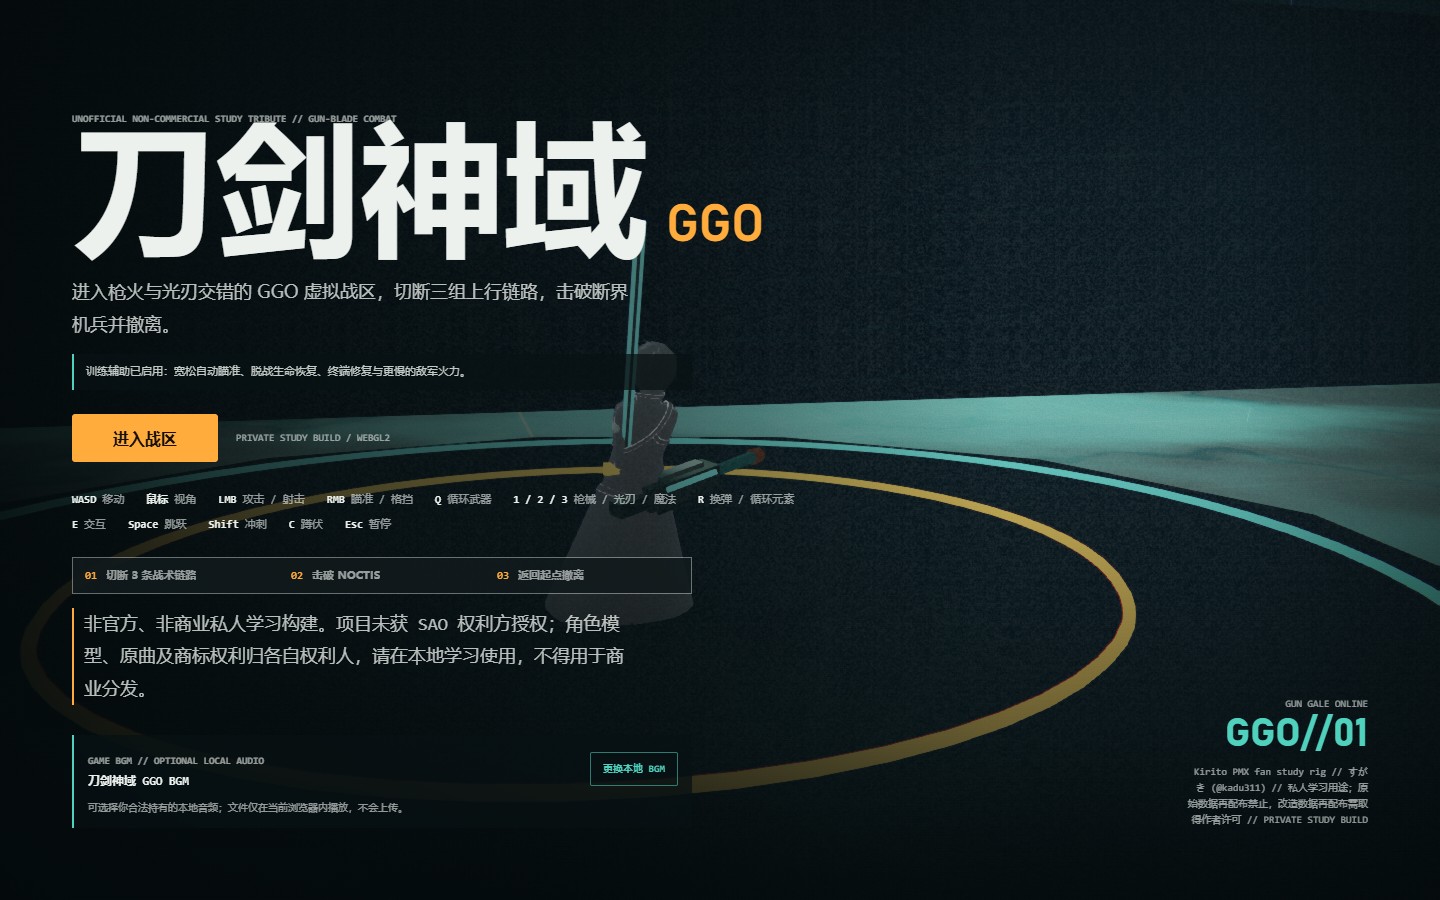 UNOFFICIAL NON-COMMERCIAL STUDY TRIBUTE // GUN-BLADE COMBAT
刀剑神域 GGO
进入枪火与光刃交错的 GGO 虚拟战区，切断三组上行链路，击破断界
机兵并撤离。
训练辅助已启用：宽松自动瞄准、脱战生命恢复、终端修复与更慢的敌军火力。
进入战区 PRIVATE STUDY BUILD / WEBGL2
WASD 移动 鼠标 视角 LMB 攻击 / 射击 RMB 瞄准 / 格挡 Q 循环武器 1 / 2 / 3 枪械 / 光刃 / 魔法 R 换弹 / 循环元素
E 交互 Space 跳跃 Shift 冲刺 C 蹲伏 Esc 暂停
01 切断 3 条战术链路 02 击破 NOCTIS 03 返回起点撤离
非官方、非商业私人学习构建。项目未获 SAO 权利方授权；角色模
型、原曲及商标权利归各自权利人，请在本地学习使用，不得用于商
业分发。
GAME BGM // OPTIONAL LOCAL AUDIO
刀剑神域 GGO BGM
可选择你合法持有的本地音频；文件仅在当前浏览器内播放，不会上传。
更换本地 BGM
GUN GALE ONLINE
GGO//01
Kirito PMX fan study rig // すが
き (@kadu311) // 私人学习用途；原
始数据再配布禁止，改造数据再配布需取
得作者许可 // PRIVATE STUDY BUILD